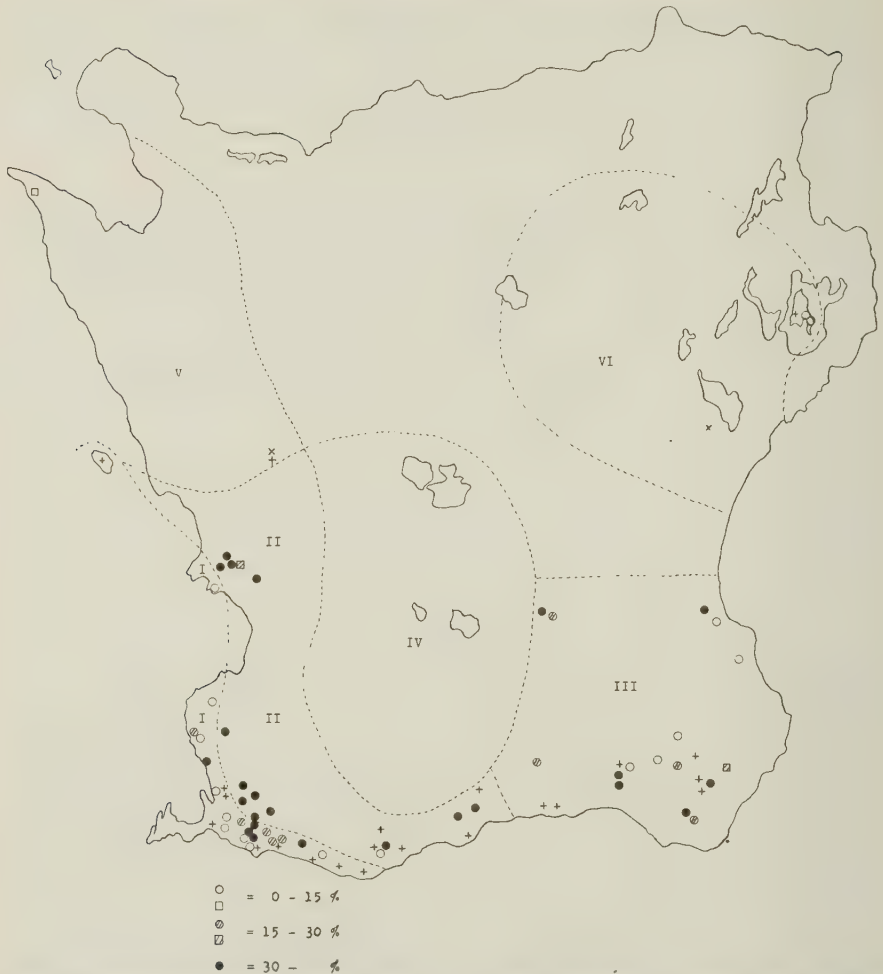 V
VI
II
I
IV
III
I
II
○ = 0 - 15 %
□
= 15 - 30 %
● = 30 - %